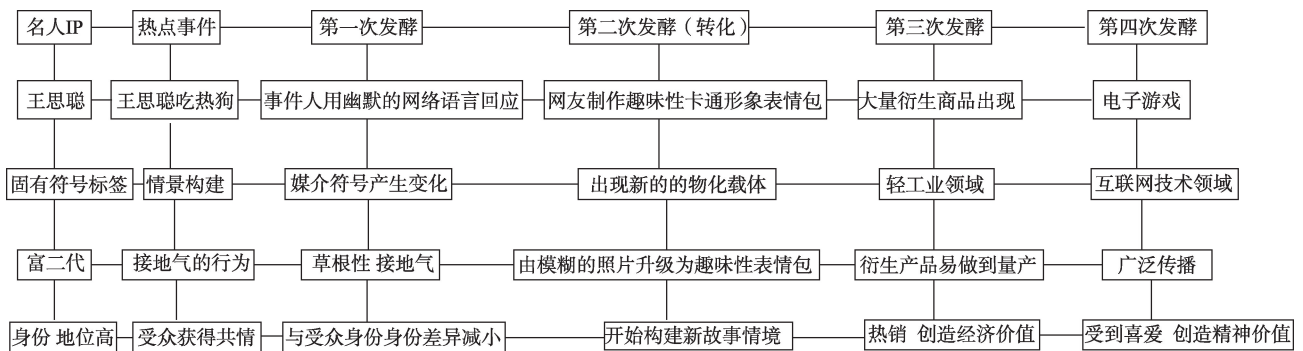 名人IP 热点事件 第一次发酵 第二次发酵（转化） 第三次发酵 第四次发酵
王思聪 王思聪吃热狗 事件人用幽默的网络语言回应 网友制作趣味性卡通形象表情包 大量衍生商品出现 电子游戏
固有符号标签 情景构建 媒介符号产生变化 出现新的的物化载体 轻工业领域 互联网技术领域
富二代 接地气的行为 草根性 接地气 由模糊的照片升级为趣味性表情包 衍生产品易做到量产 广泛传播
身份 地位高 受众获得共情 与受众身份身份差异减小 开始构建新故事情境 热销 创造经济价值 受到喜爱 创造精神价值